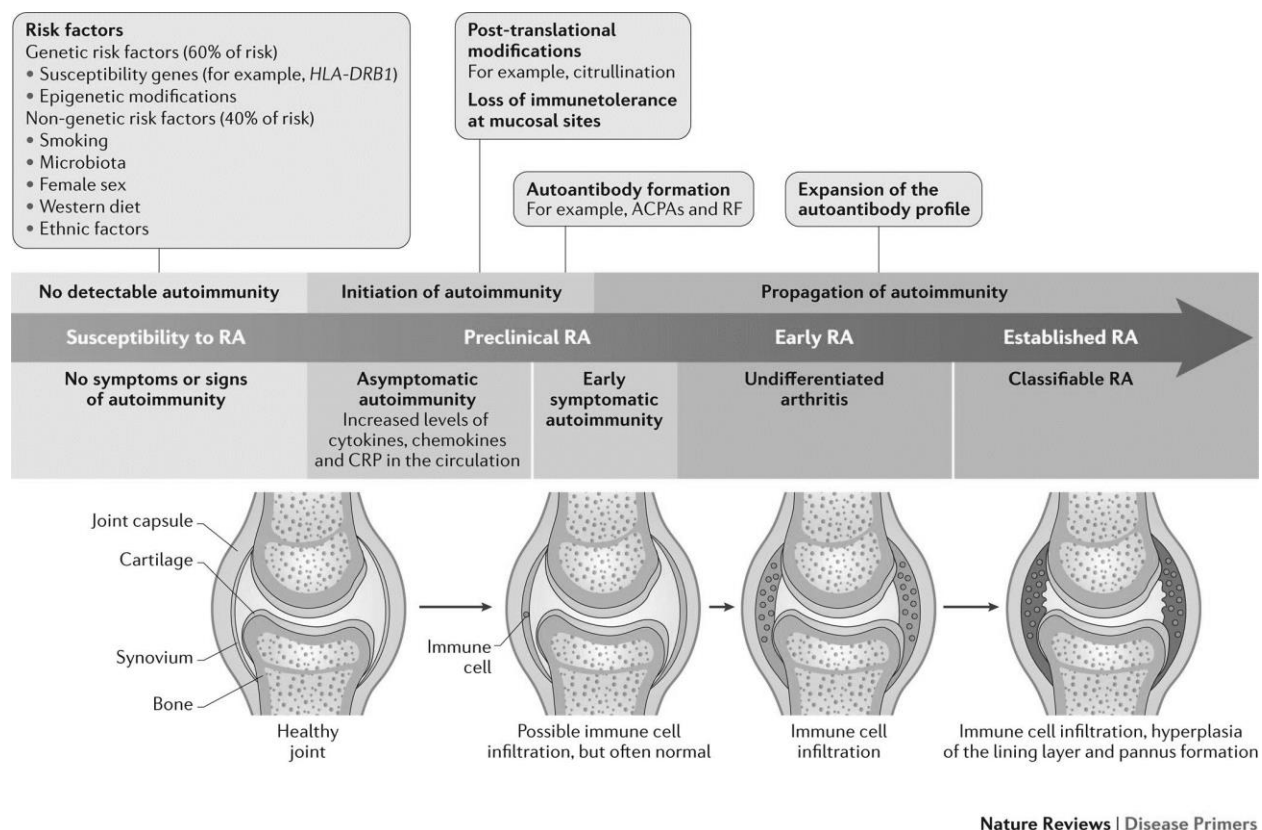 Risk factors
Genetic risk factors (60% of risk)
• Susceptibility genes (for example, HLA-DRB1)
• Epigenetic modifications
Non-genetic risk factors (40% of risk)
• Smoking
• Microbiota
• Female sex
• Western diet
• Ethnic factors
Post-translational
modifications
For example, citrullination
Loss of immunetolerance
at mucosal sites
Autoantibody formation
For example, ACPAs and RF
Expansion of the
autoantibody profile
No detectable autoimmunity
Initiation of autoimmunity
Propagation of autoimmunity
Susceptibility to RA
Preclinical RA
Early RA
Established RA
No symptoms or signs
of autoimmunity
Asymptomatic
autoimmunity
Increased levels of
cytokines, chemokines
and CRP in the circulation
Early
symptomatic
autoimmunity
Undifferentiated
arthritis
Classifiable RA
Joint capsule
Cartilage
Synovium
Bone
Immune
cell
Healthy
joint
Possible immune cell
infiltration, but often normal
Immune cell
infiltration
Immune cell infiltration, hyperplasia
of the lining layer and pannus formation
Nature Reviews | Disease Primers